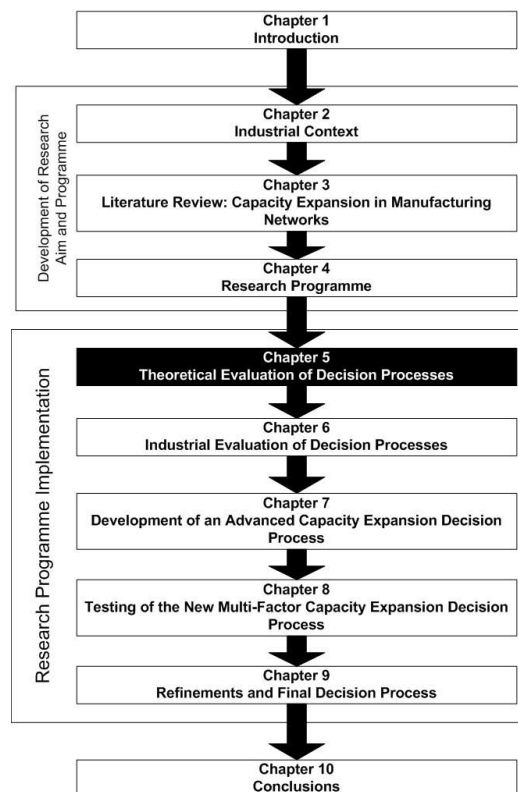 Chapter 1
Introduction
Development of Research
Aim and Programme
Chapter 2
Industrial Context
Chapter 3
Literature Review: Capacity Expansion in Manufacturing
Networks
Chapter 4
Research Programme
Research Programme Implementation
Chapter 5
Theoretical Evaluation of Decision Processes
Chapter 6
Industrial Evaluation of Decision Processes
Chapter 7
Development of an Advanced Capacity Expansion Decision
Process
Chapter 8
Testing of the New Multi-Factor Capacity Expansion Decision
Process
Chapter 9
Refinements and Final Decision Process
Chapter 10
Conclusions